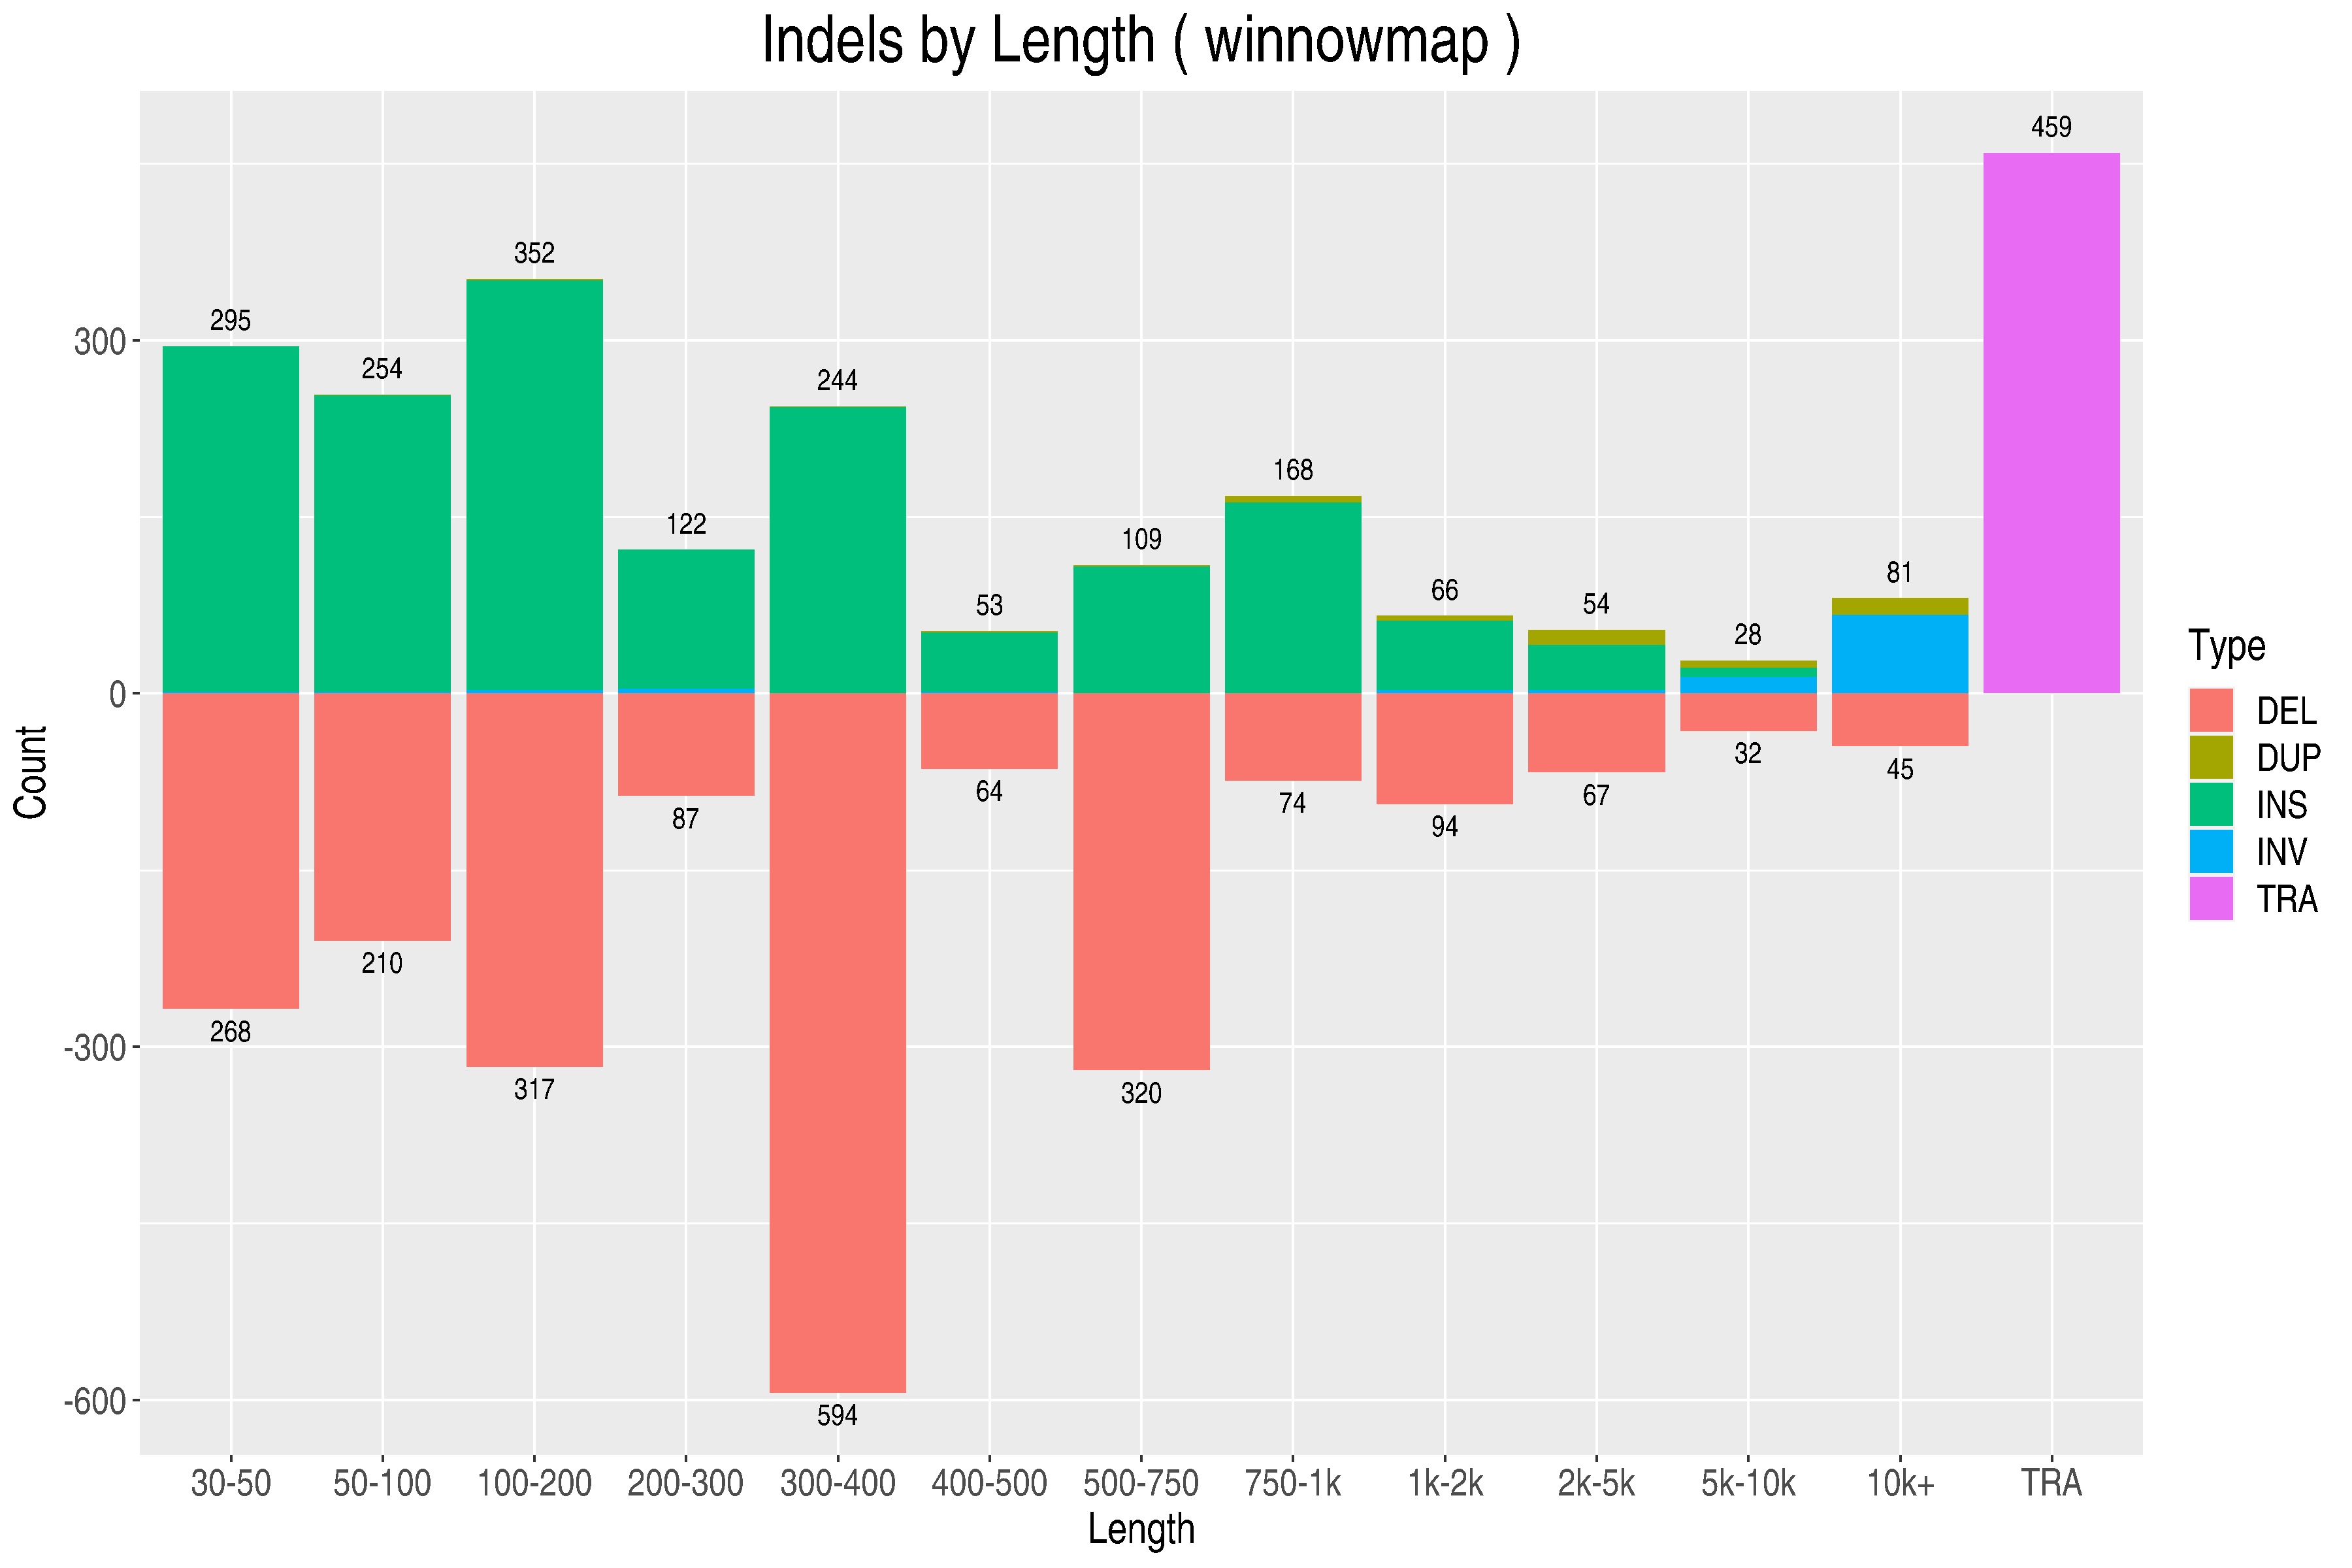 Indels by Length ( winnowmap )
Count
300
0
-300
-600
295
254
352
122
244
53
109
168
66
54
28
81
459
268
210
317
87
594
64
320
74
94
67
32
45
30-50
50-100
100-200
200-300
300-400
400-500
500-750
750-1k
1k-2k
2k-5k
5k-10k
10k+
TRA
Length
Type
DEL
DUP
INS
INV
TRA